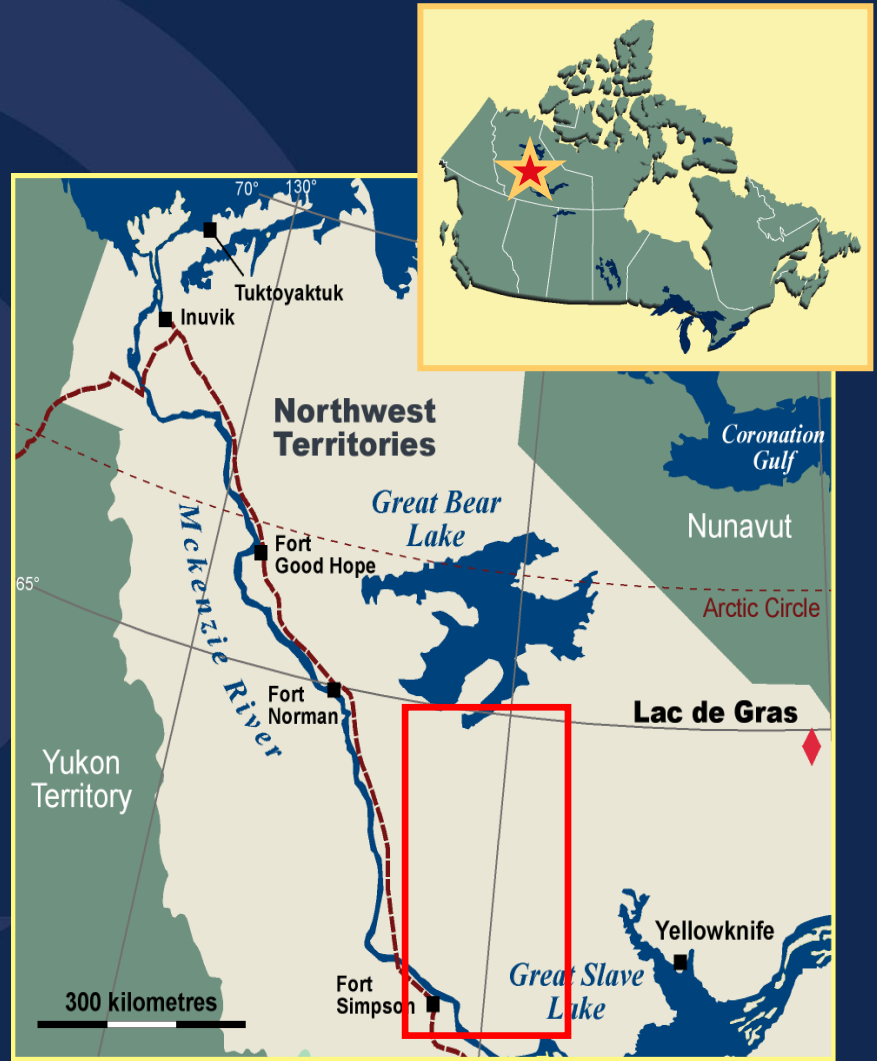 70°
130°
Tuktoyaktuk
Inuvik
Northwest
Territories
Coronation
Gulf
Great Bear
Lake
Nunavut
Mckenzie River
Fort
Good Hope
65°
Arctic Circle
Fort
Norman
Lac de Gras
Yukon
Territory
Yellowknife
Great Slave
Lake
Fort
Simpson
300 kilometres